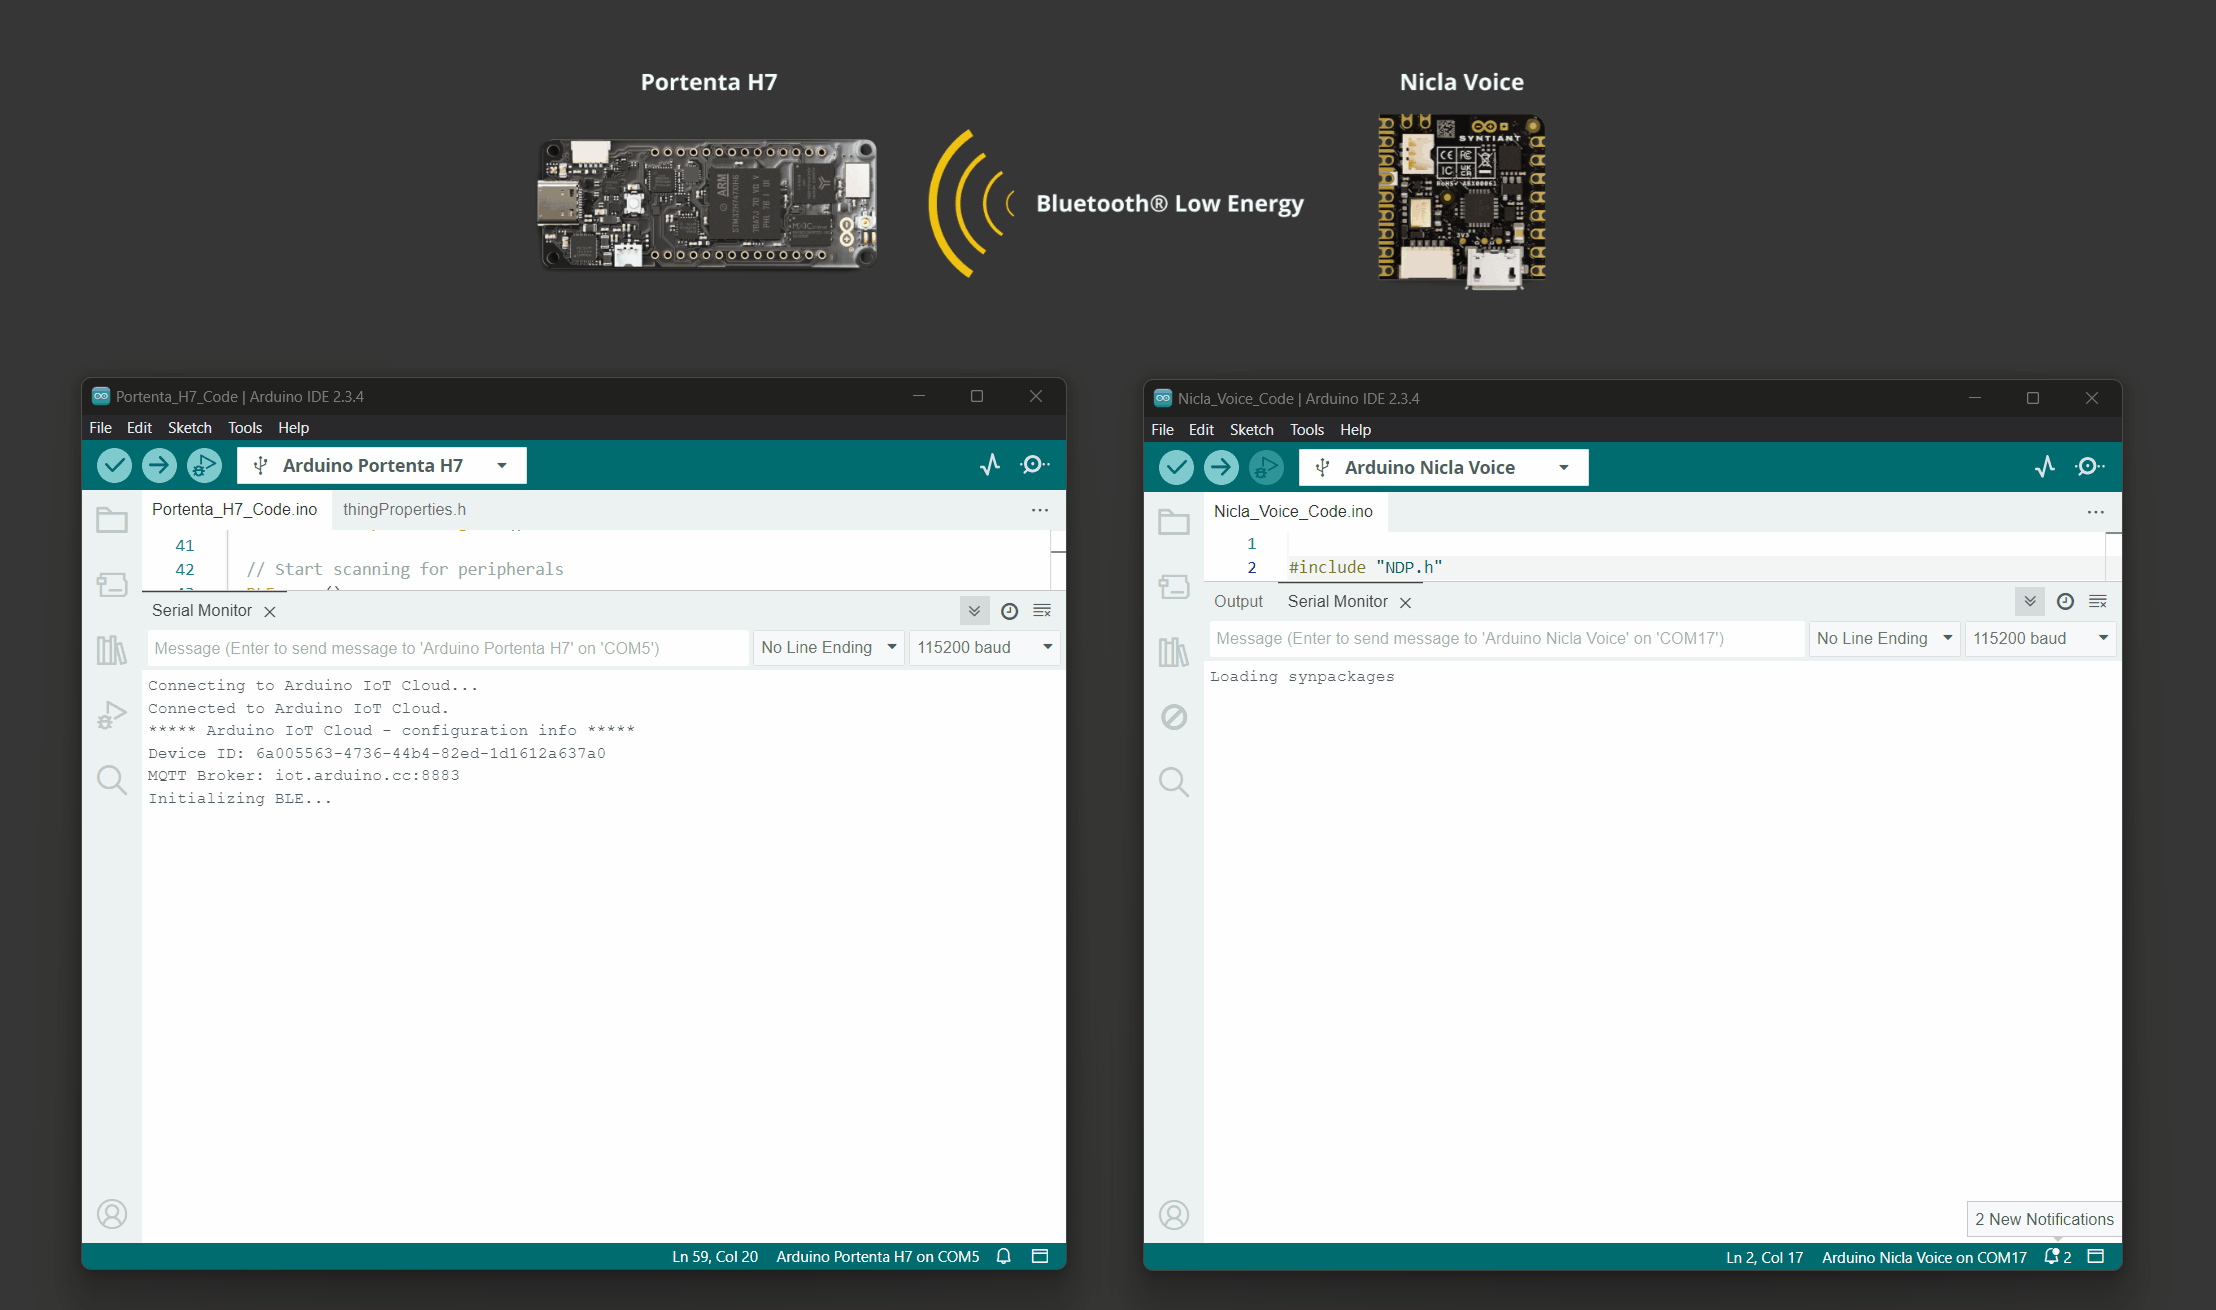 Portenta H7
Nicla Voice
Bluetooth® Low Energy
ARM
SYNTIANT
Portenta_H7_Code | Arduino IDE 2.3.4
File Edit Sketch Tools Help
Arduino Portenta H7
Portenta_H7_Code.ino thingProperties.h
41
42 // Start scanning for peripherals
Serial Monitor
Message (Enter to send message to 'Arduino Portenta H7' on 'COM5')
No Line Ending
115200 baud
Connecting to Arduino IoT Cloud...
Connected to Arduino IoT Cloud.
***** Arduino IoT Cloud - configuration info *****
Device ID: 6a005563-4736-44b4-82ed-1d1612a637a0
MQTT Broker: iot.arduino.cc:8883
Initializing BLE...
Ln 59, Col 20 Arduino Portenta H7 on COM5
Nicla_Voice_Code | Arduino IDE 2.3.4
File Edit Sketch Tools Help
Arduino Nicla Voice
Nicla_Voice_Code.ino
1
2 #include "NDP.h"
Output Serial Monitor
Message (Enter to send message to 'Arduino Nicla Voice' on 'COM17')
No Line Ending
115200 baud
Loading synpackages
2 New Notifications
Ln 2, Col 17 Arduino Nicla Voice on COM17 2